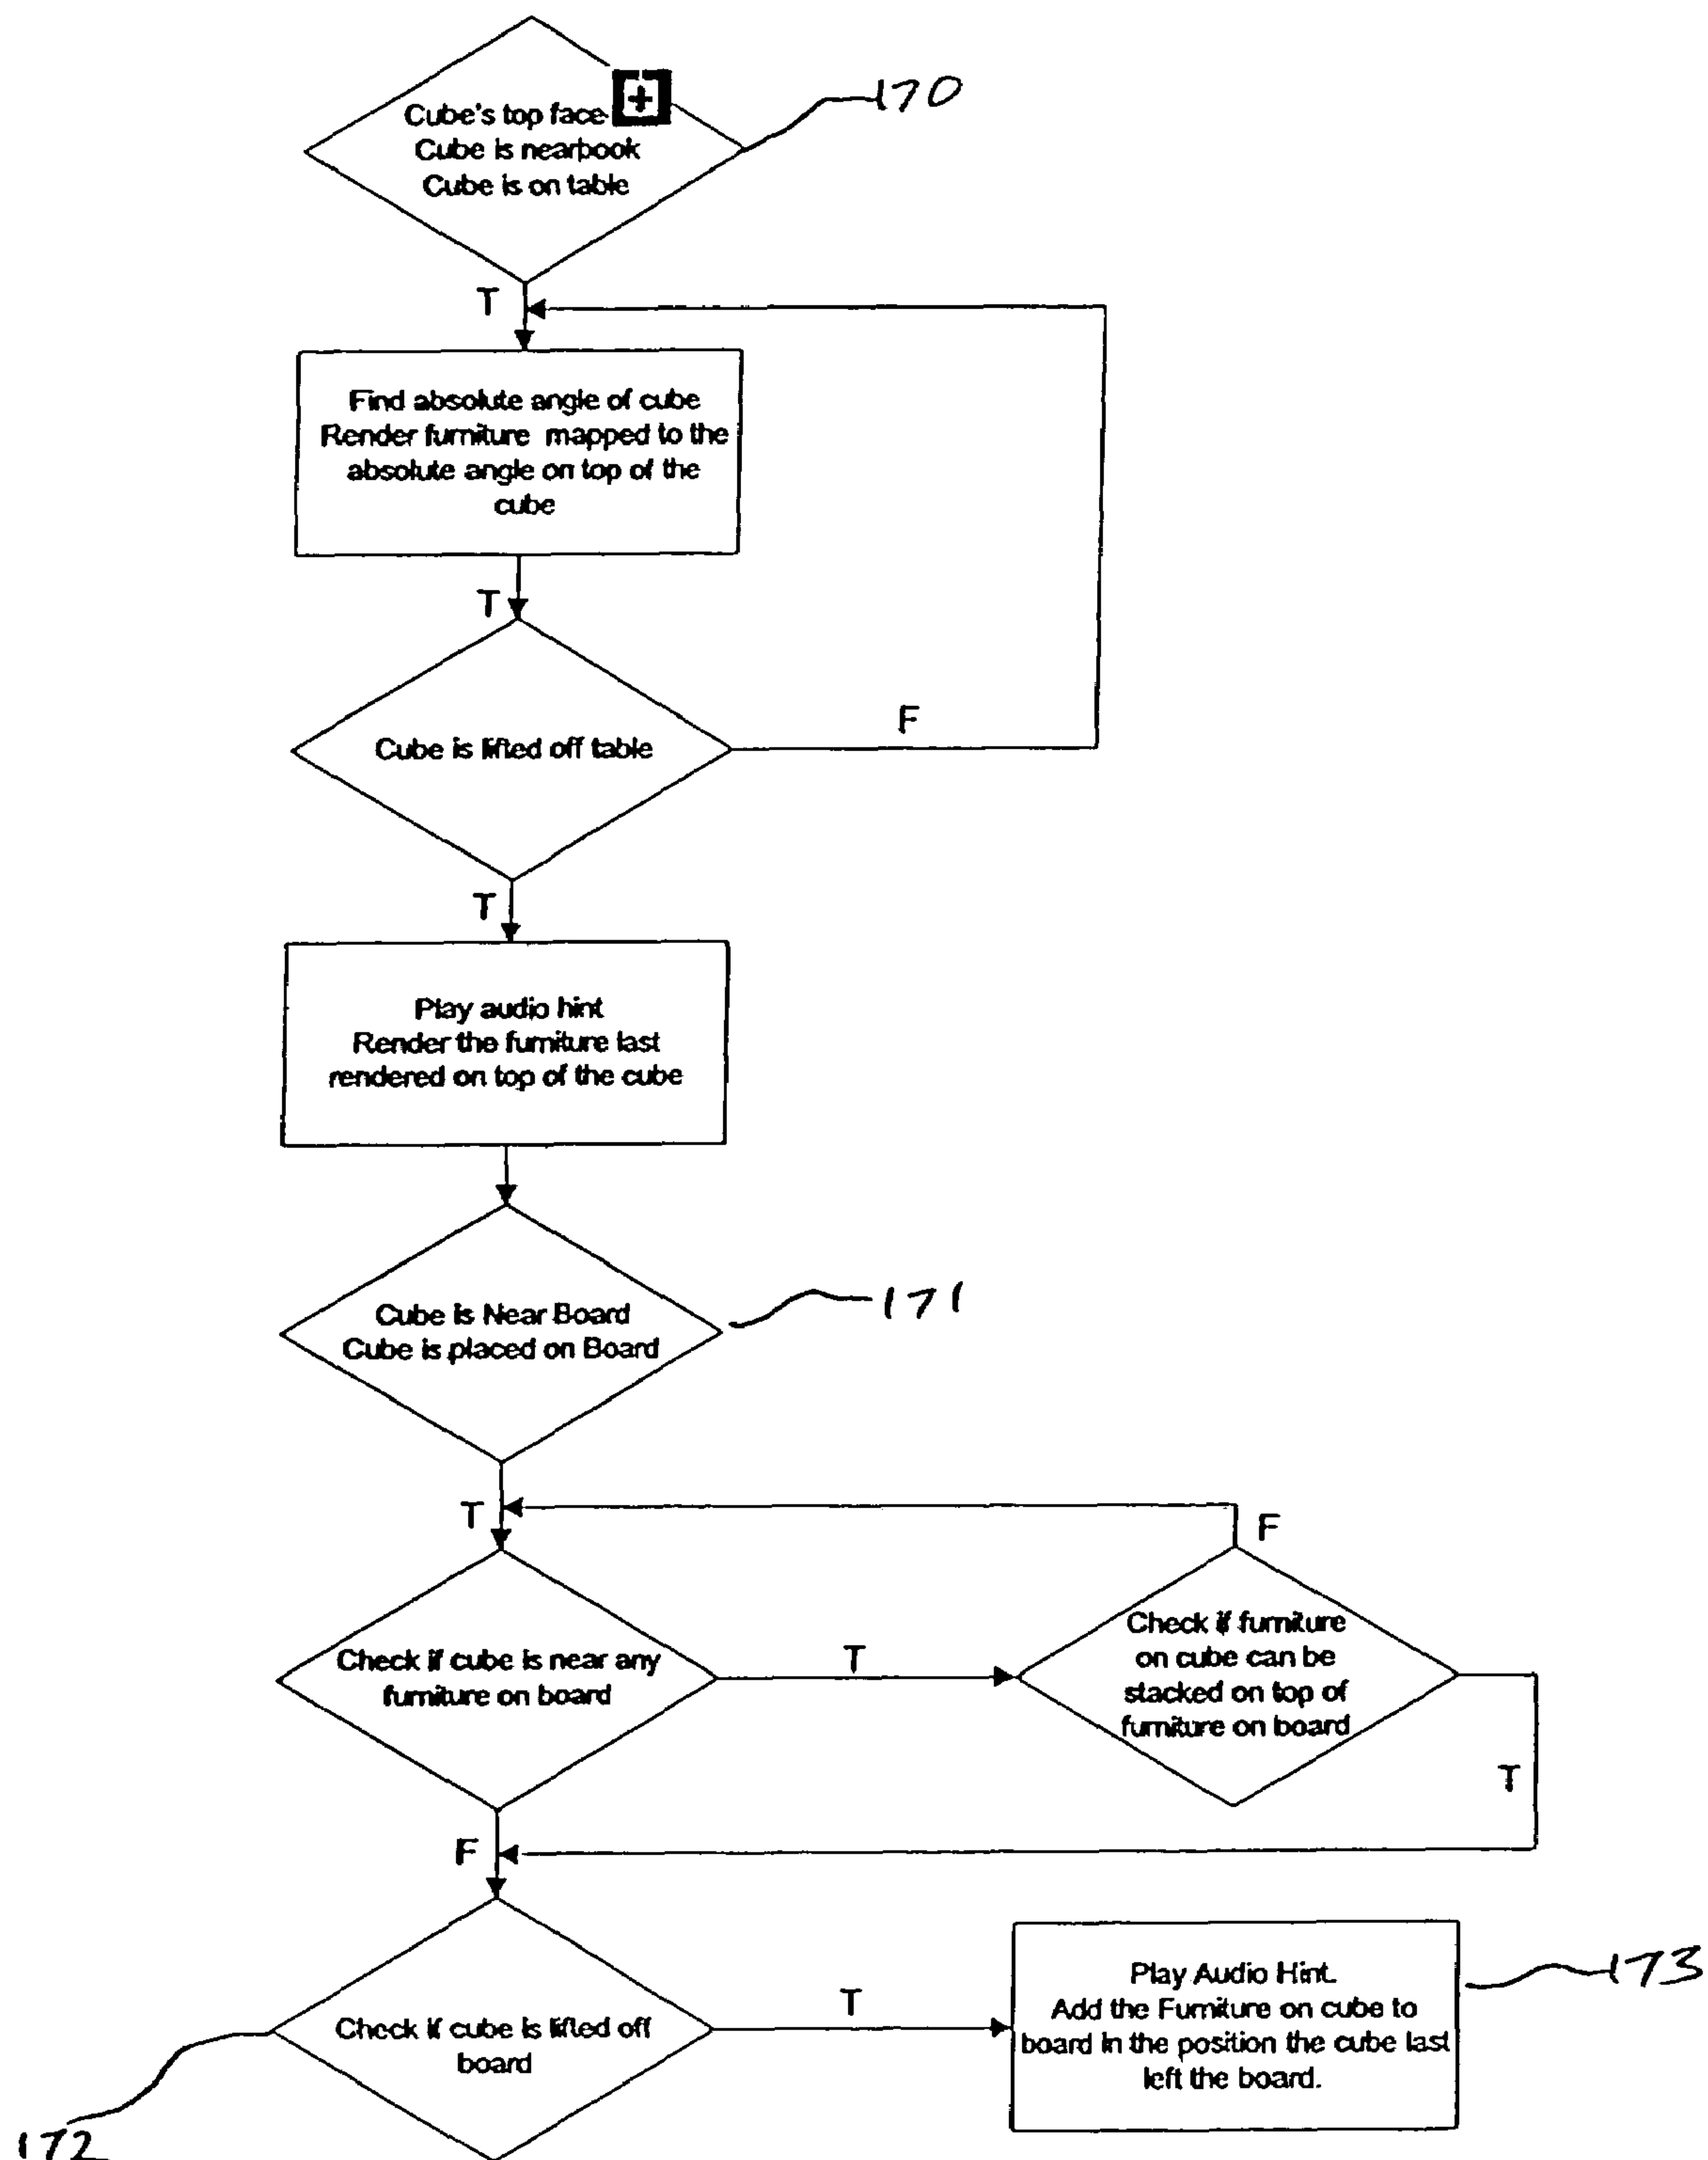 Cube's top face +
Cube is nearbook
Cube is on table
170
T
Find absolute angle of cube
Render furniture mapped to the
absolute angle on top of the
cube
T
Cube is lifted off table
F
T
Play audio hint
Render the furniture last
rendered on top of the cube
Cube is Near Board
Cube is placed on Board
171
T
F
Check if cube is near any
furniture on board
T
Check if furniture
on cube can be
stacked on top of
furniture on board
T
F
Check if cube is lifted off
board
172
T
Play Audio Hint.
Add the Furniture on cube to
board in the position the cube last
left the board.
173